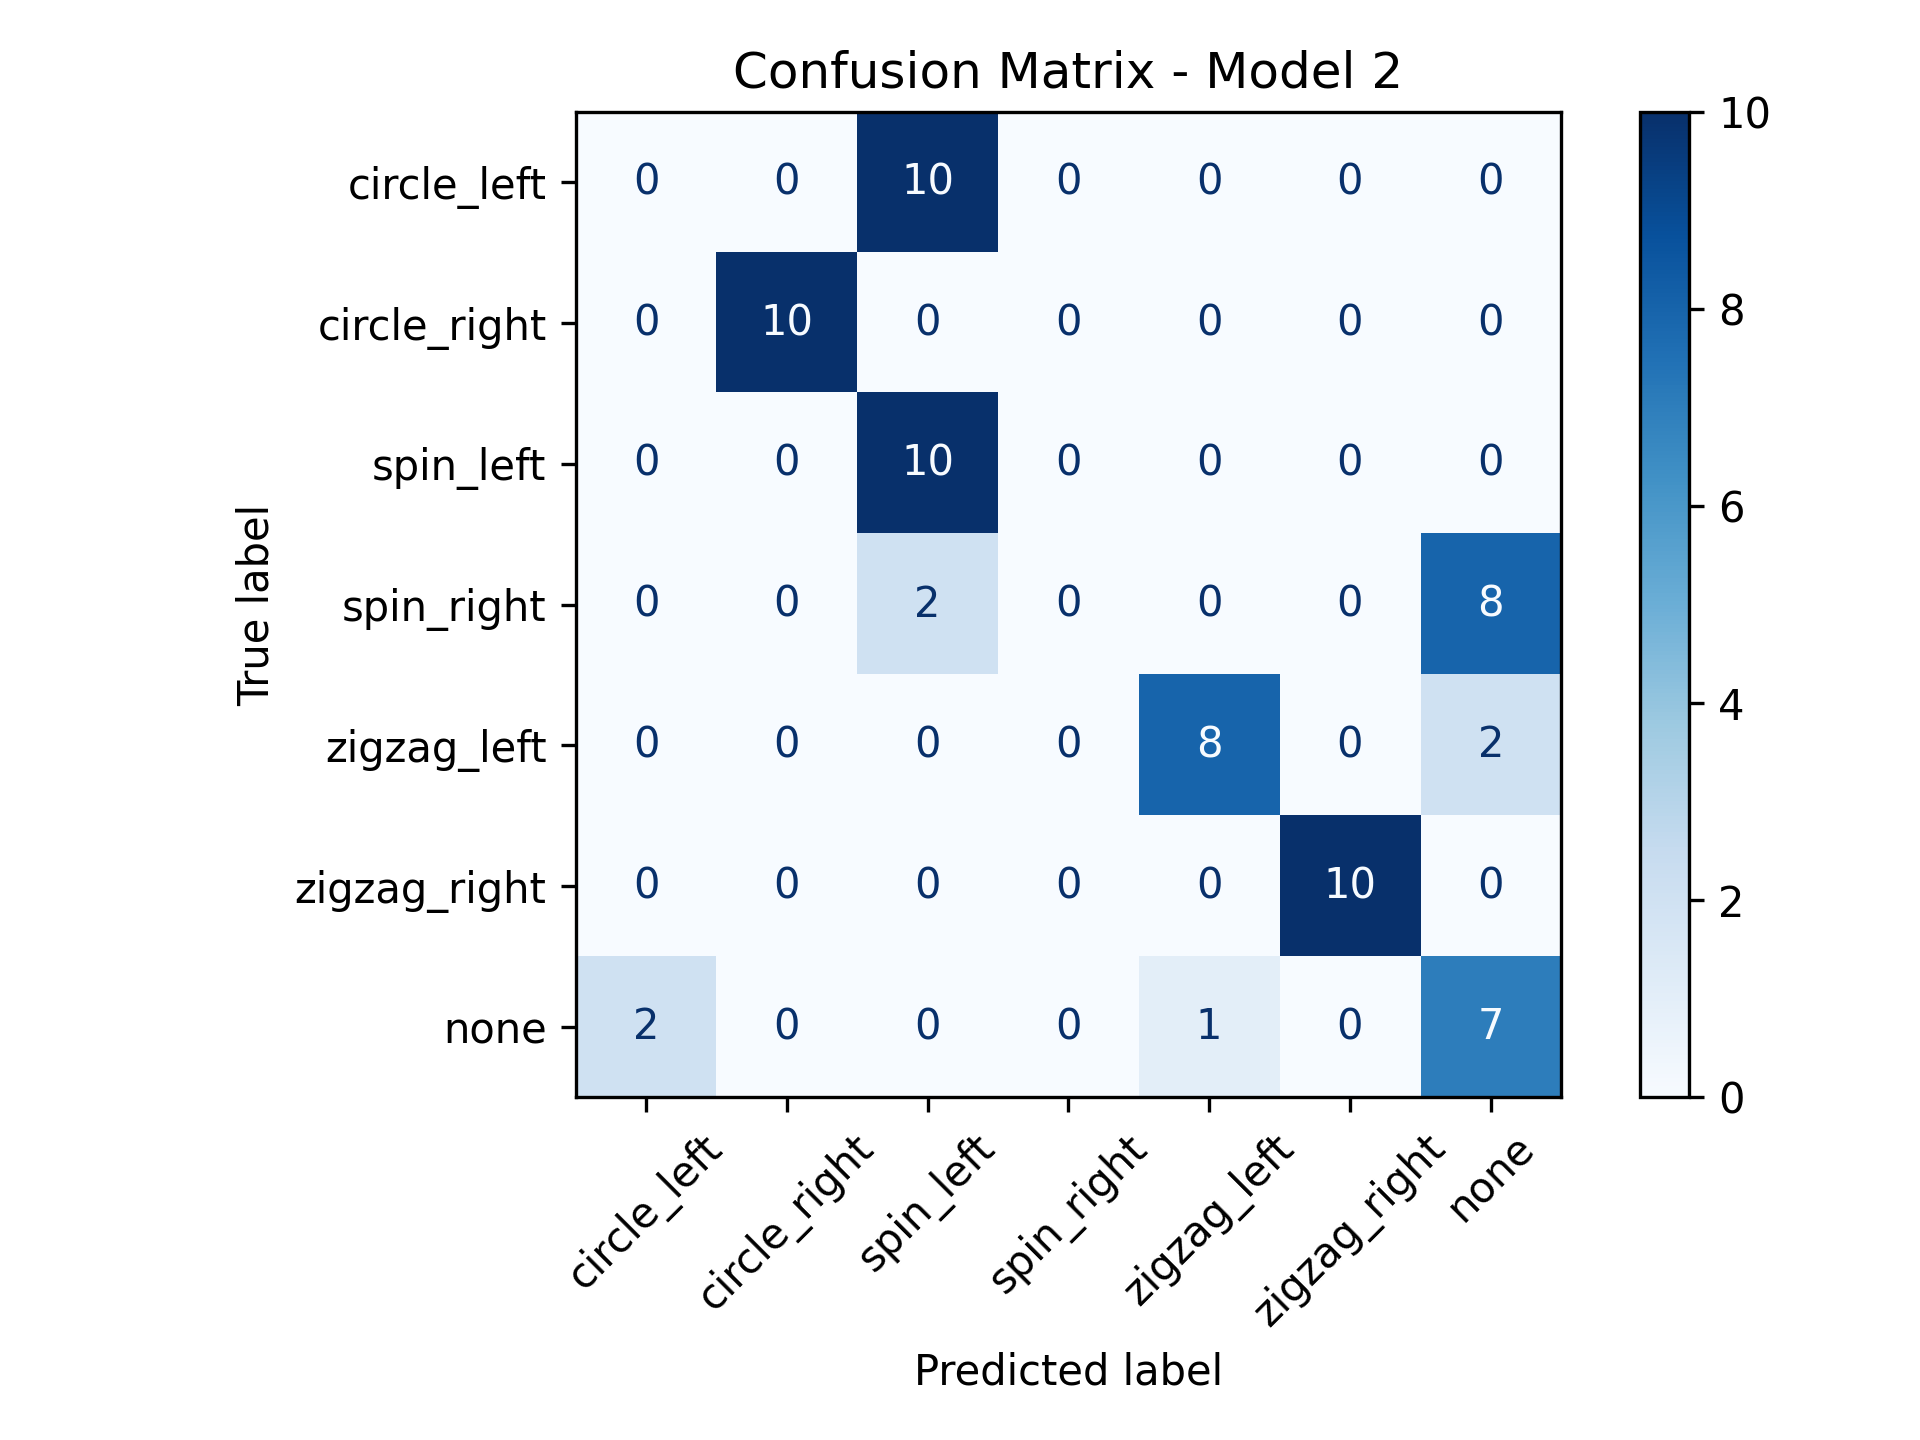 Confusion Matrix - Model 2
circle_left 0 0 10 0 0 0 0
circle_right 0 10 0 0 0 0 0
spin_left 0 0 10 0 0 0 0
spin_right 0 0 2 0 0 0 8
zigzag_left 0 0 0 0 8 0 2
zigzag_right 0 0 0 0 0 10 0
none 2 0 0 0 1 0 7
True label
circle_left circle_right spin_left spin_right zigzag_left zigzag_right none
Predicted label
10
8
6
4
2
0